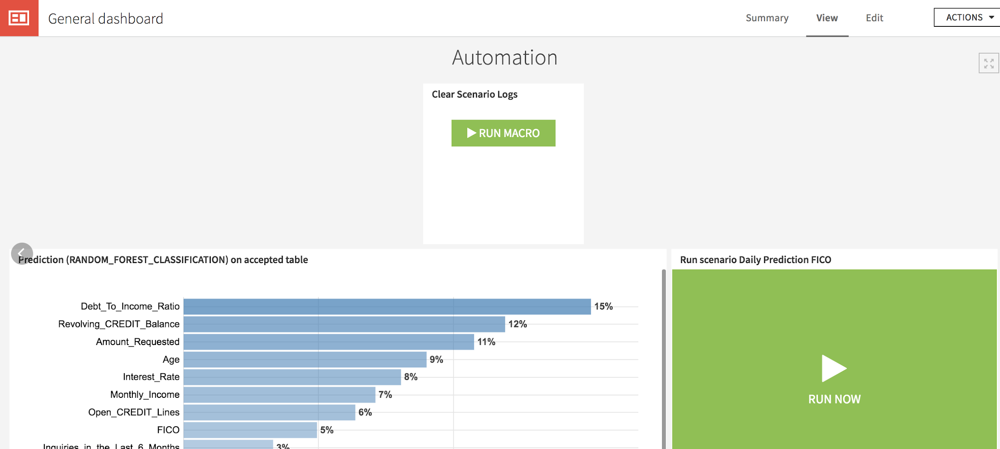 General dashboard
Summary View Edit ACTIONS
Automation
Clear Scenario Logs
RUN MACRO
Prediction (RANDOM_FOREST_CLASSIFICATION) on accepted table
Debt_To_Income_Ratio 15%
Revolving_CREDIT_Balance 12%
Amount_Requested 11%
Age 9%
Interest_Rate 8%
Monthly_Income 7%
Open_CREDIT_Lines 6%
FICO 5%
Inquiries_in_the_Last_6_Months 3%
Run scenario Daily Prediction FICO
RUN NOW